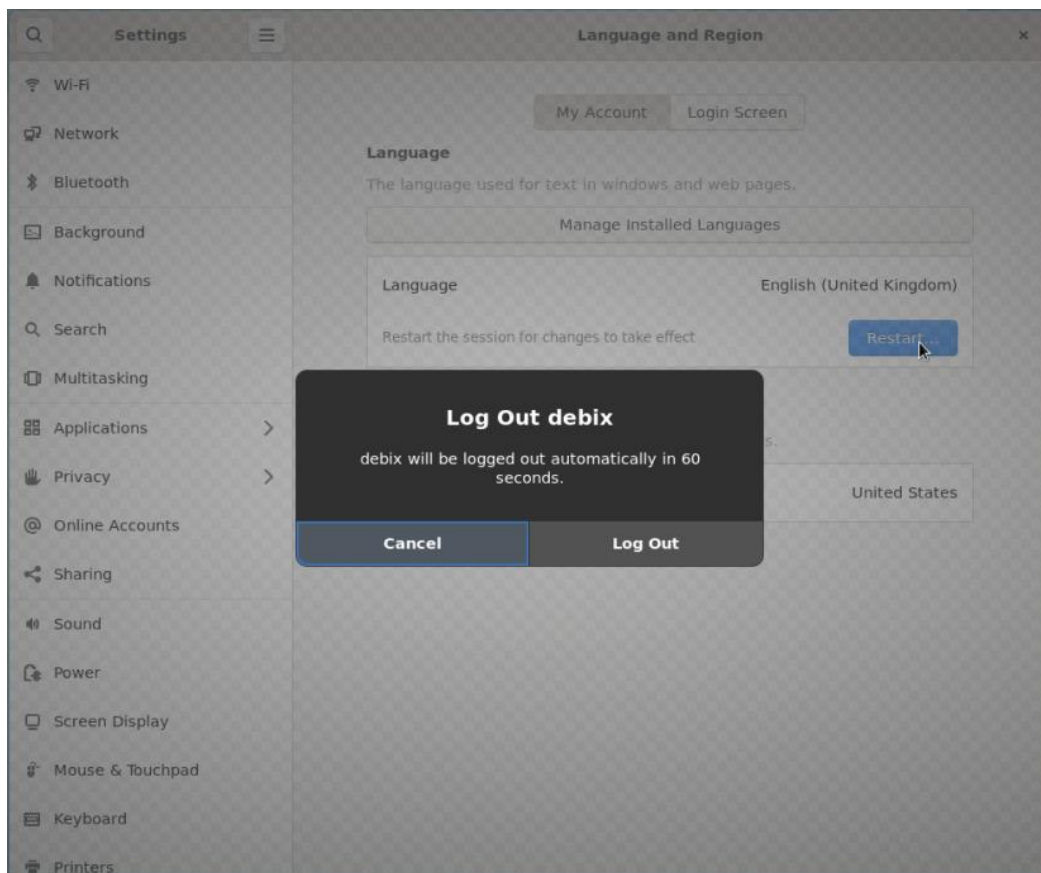 Settings
Language and Region
Wi-Fi
Network
Bluetooth
Background
Notifications
Search
Multitasking
Applications
Privacy
Online Accounts
Sharing
Sound
Power
Screen Display
Mouse & Touchpad
Keyboard
Printers
My Account
Login Screen
Language
The language used for text in windows and web pages.
Manage Installed Languages
Language
English (United Kingdom)
Restart the session for changes to take effect
Restart...
s.
United States
Log Out debix
debix will be logged out automatically in 60
seconds.
Cancel
Log Out